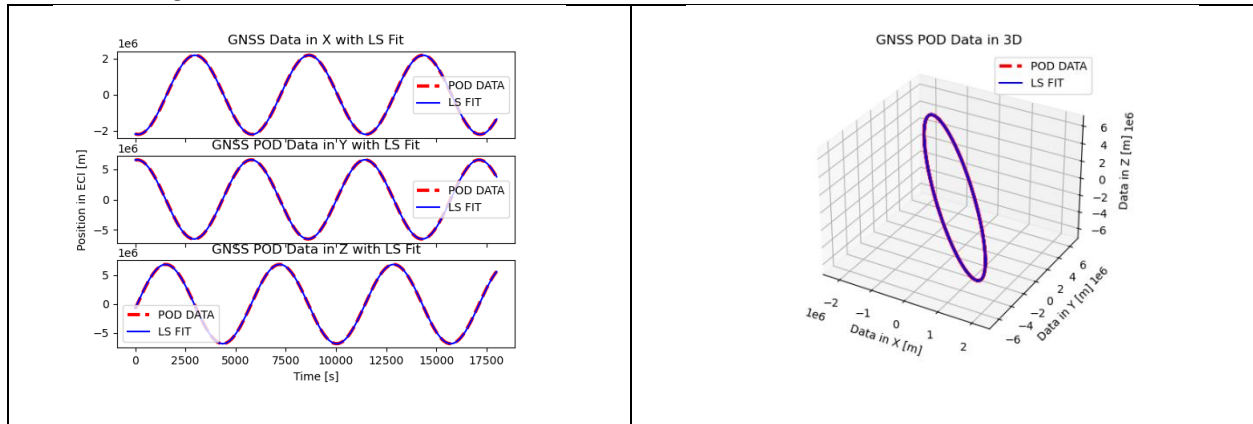 GNSS Data in X with LS Fit
1e6
2
0
−2
POD DATA
LS FIT
GNSS POD Data in Y with LS Fit
1e6
5
0
−5
POD DATA
LS FIT
GNSS POD Data in Z with LS Fit
1e6
5
0
−5
POD DATA
LS FIT
0 2500 5000 7500 10000 12500 15000 17500
Time [s]
Position in ECI [m]
GNSS POD Data in 3D
POD DATA
LS FIT
1e6
6
4
2
0
−2
−4
−6
Data in Z [m]
1e6
6
4
2
0
−2
−4
−6
Data in Y [m]
−2 −1 0 1 2
1e6
Data in X [m]